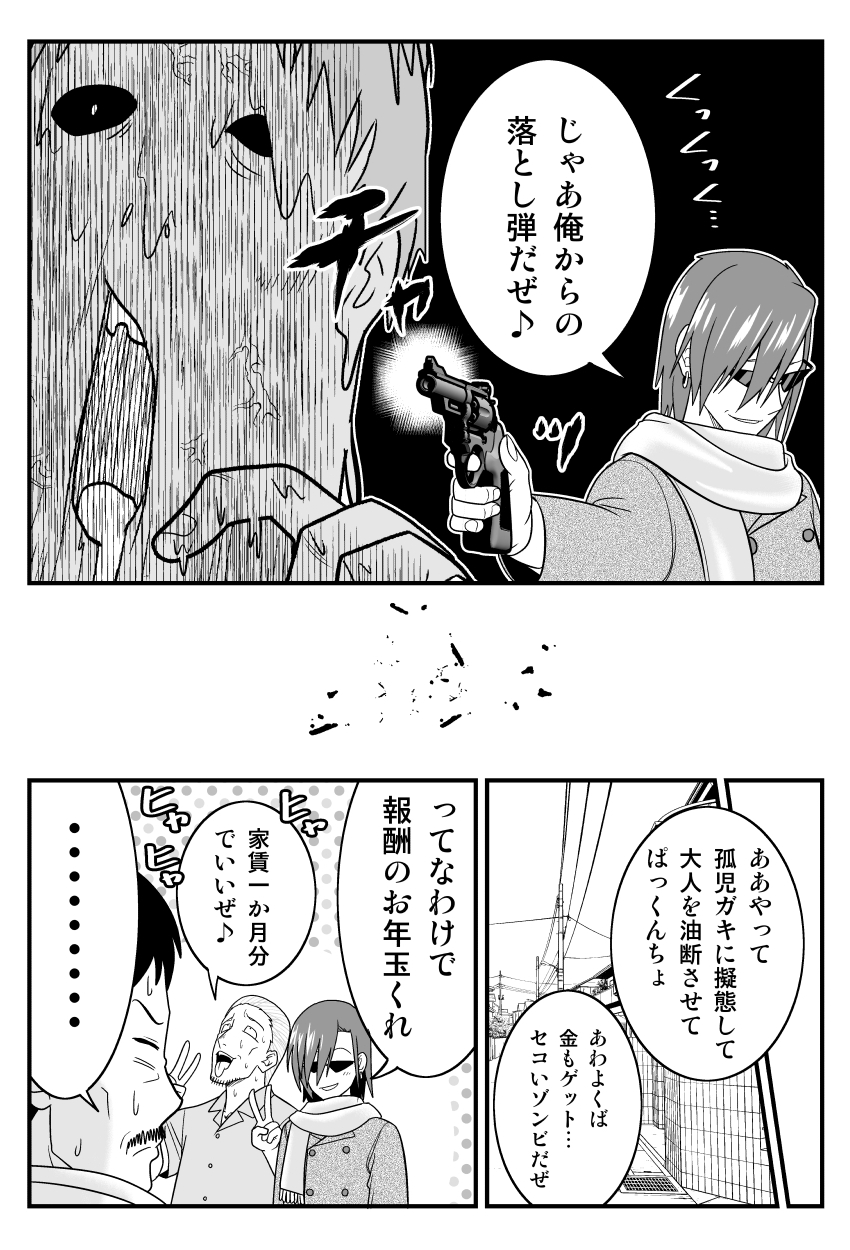 くっくっく…
じゃあ俺からの
落とし弾だぜ♪
チャ
ツ
ああやって
孤児ガキに擬態して
大人を油断させて
ぱっくんちょ
あわよくば
金もゲット…
セコいゾンビだぜ
ってなわけで
報酬のお年玉くれ
ヒャ
家賃一か月分
でいいぜ♪
ヒャ
ヒャ
・・・・・・・・・